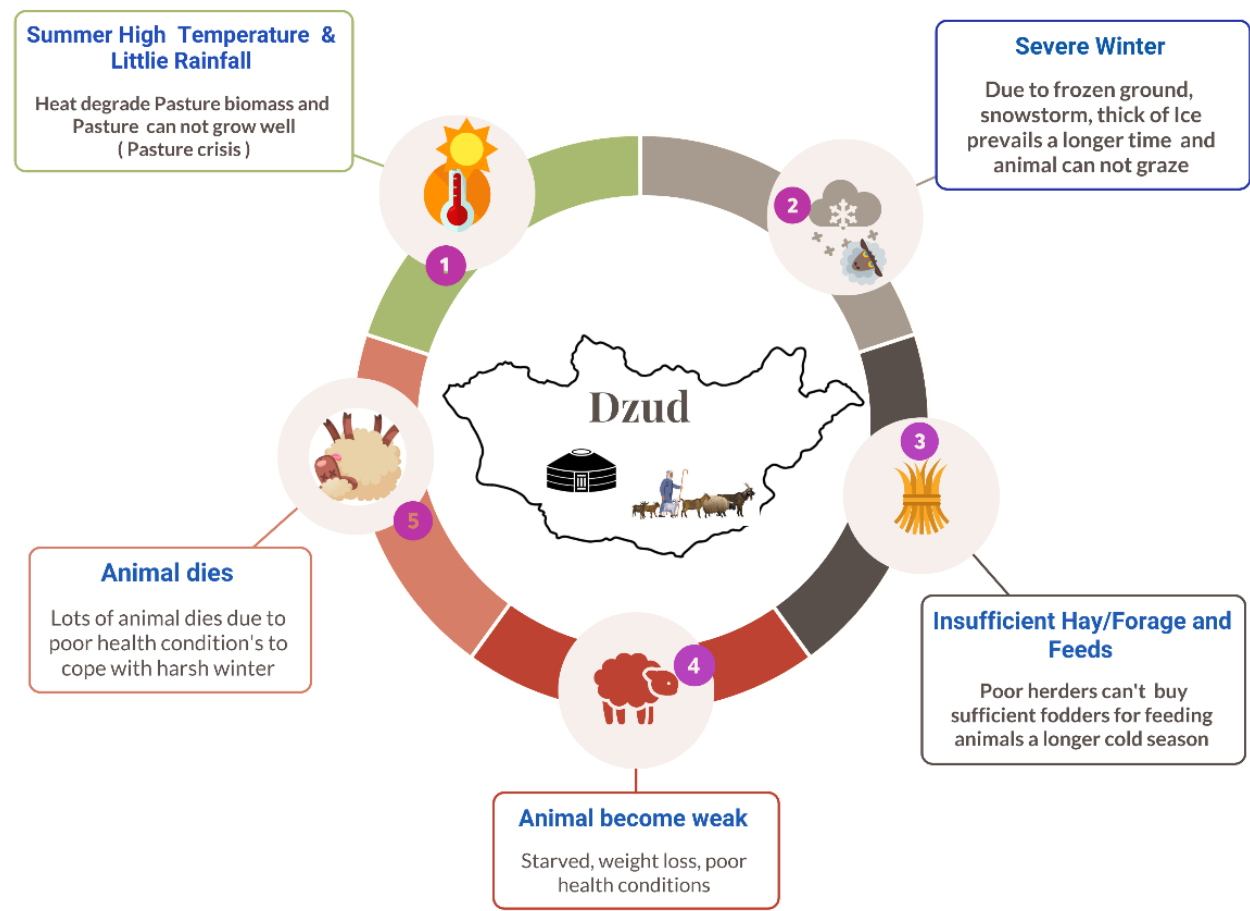 Summer High Temperature &
Littlie Rainfall
Heat degrade Pasture biomass and
Pasture can not grow well
( Pasture crisis )
1
Severe Winter
Due to frozen ground,
snowstorm, thick of Ice
prevails a longer time and
animal can not graze
2
3
Insufficient Hay/Forage and
Feeds
Poor herders can't buy
sufficient fodders for feeding
animals a longer cold season
4
Animal become weak
Starved, weight loss, poor
health conditions
5
Animal dies
Lots of animal dies due to
poor health condition's to
cope with harsh winter
Dzud